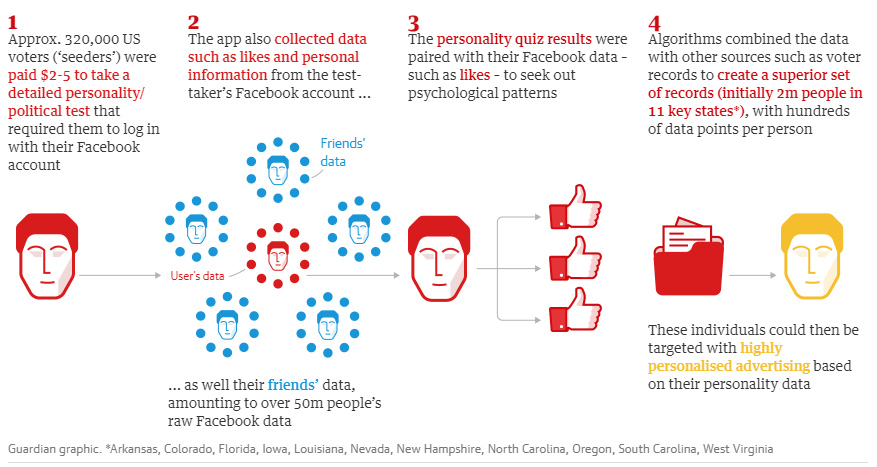 1
Approx. 320,000 US
voters (‘seeders’) were
paid $2-5 to take a
detailed personality/
political test that
required them to log in
with their Facebook
account
2
The app also collected data
such as likes and personal
information from the test-
taker’s Facebook account ...
Friends’
data
User’s data
... as well their friends’ data,
amounting to over 50m people’s
raw Facebook data
3
The personality quiz results were
paired with their Facebook data -
such as likes - to seek out
psychological patterns
4
Algorithms combined the data
with other sources such as voter
records to create a superior set
of records (initially 2m people in
11 key states*), with hundreds
of data points per person
These individuals could then be
targeted with highly
personalised advertising based
on their personality data
Guardian graphic. *Arkansas, Colorado, Florida, Iowa, Louisiana, Nevada, New Hampshire, North Carolina, Oregon, South Carolina, West Virginia